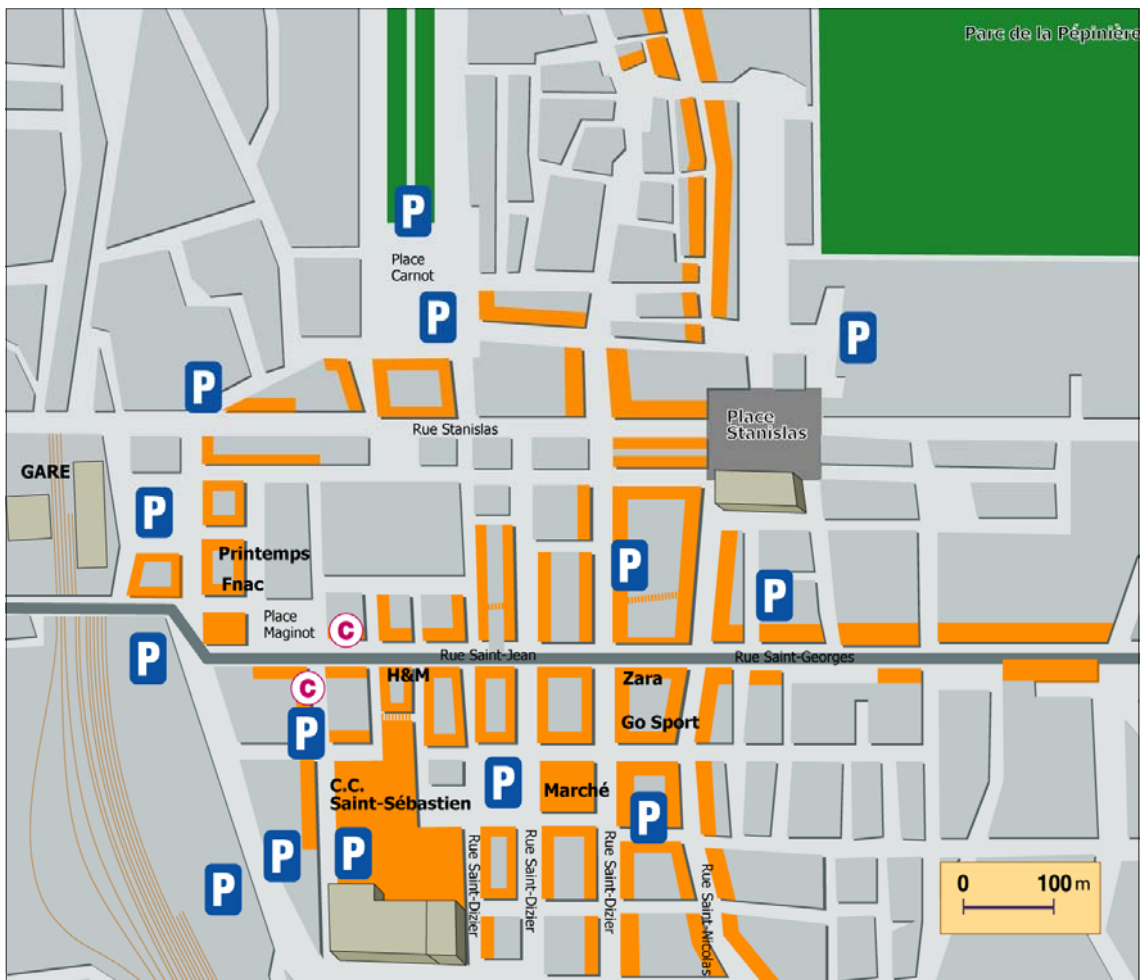 Parc de la Pépinière
P
Place
Carnot
P
P
P
Place
Stanislas
Rue Stanislas
GARE
P
Printemps
Fnac
P
P
Place
Maginot
C
P
Rue Saint-Jean
Rue Saint-Georges
H&M
C
Zara
Go Sport
P
C.C.
Saint-Sébastien
P
Marché
P
P
P
P
Rue Saint-Dizier
Rue Saint-Dizier
Rue Saint-Dizier
Rue Saint-Nicolas
0 100 m